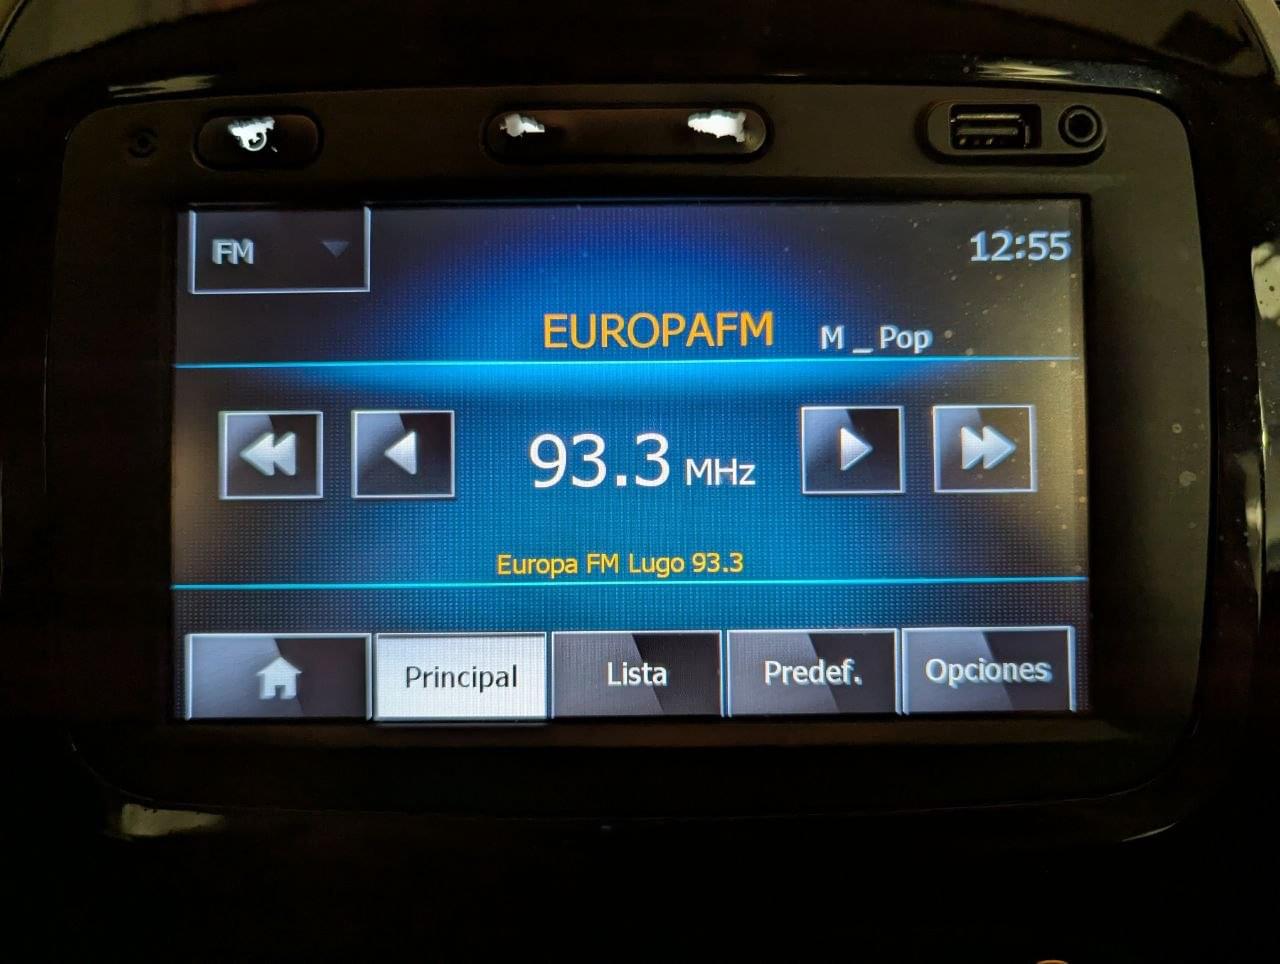 FM
12:55
EUROPAFM M _ Pop
93.3 MHz
Europa FM Lugo 93.3
Principal Lista Predef. Opciones